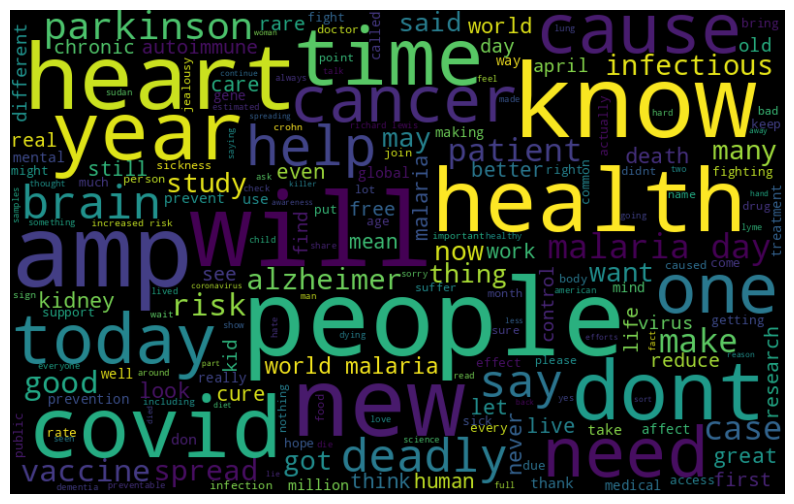 parkinson
time
cause
rare
fight
doctor
said
world
bring
lung
woman
chronic
autoimmune
point
called
day
way
old
different
heart
know
care
april
infectious
continue
always
talk
feel
sudan
jealousy
gene
estimated
cancer
made
hard
bad
away
year
real
crohn
spreading
richard lewis
actually
keep
saying
help
may
making
patient
many
mental
might
still
sickness
join
even
global
better
right
didnt
two
death
fighting
thought
much
person
ask
check
killer
malaria
common
name
drug
hand
brain
study
prevent
use
lot
age
awareness
free
health
going
treatment
samples
something
increased risk
find
put
mean
important
healthy
lyme
amp
will
child
share
now
work
malaria day
see
coronavirus
sorry
alzheimer
thing
body
caused
come
want
mind
one
sign
lived
kidney
risk
man
suffer
month
american
control
getting
support
wait
show
hate
people
less
sure
life
virus
today
kid
dying
efforts
make
research
everyone
part
fact
reduce
reason
well
around
world malaria
effect
please
good
prevention
really
look
cure
read
new
say
dont
diet
nothing
food
let
sick
yes
sort
covid
don
including
love
every
affect
public
rate
seen
died
got
hope
die
deadly
never
live
take
need
case
science
back
great
vaccine
spread
lie
million
think
human
due
thank
medical
access
first
dementia
preventable
infection
full